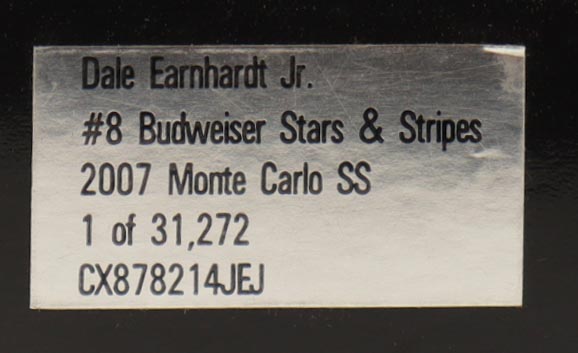 Dale Earnhardt Jr.
#8 Budweiser Stars & Stripes
2007 Monte Carlo SS
1 of 31,272
CX878214JEJ